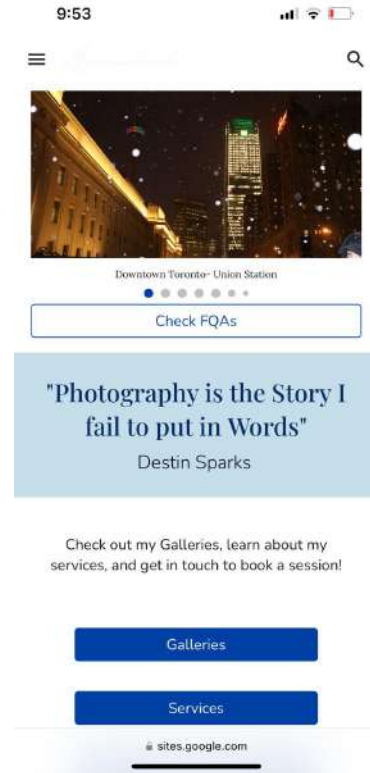 9:53
Downtown Toronto- Union Station
Check FQAs
"Photography is the Story I
fail to put in Words"
Destin Sparks
Check out my Galleries, learn about my
services, and get in touch to book a session!
Galleries
Services
sites.google.com